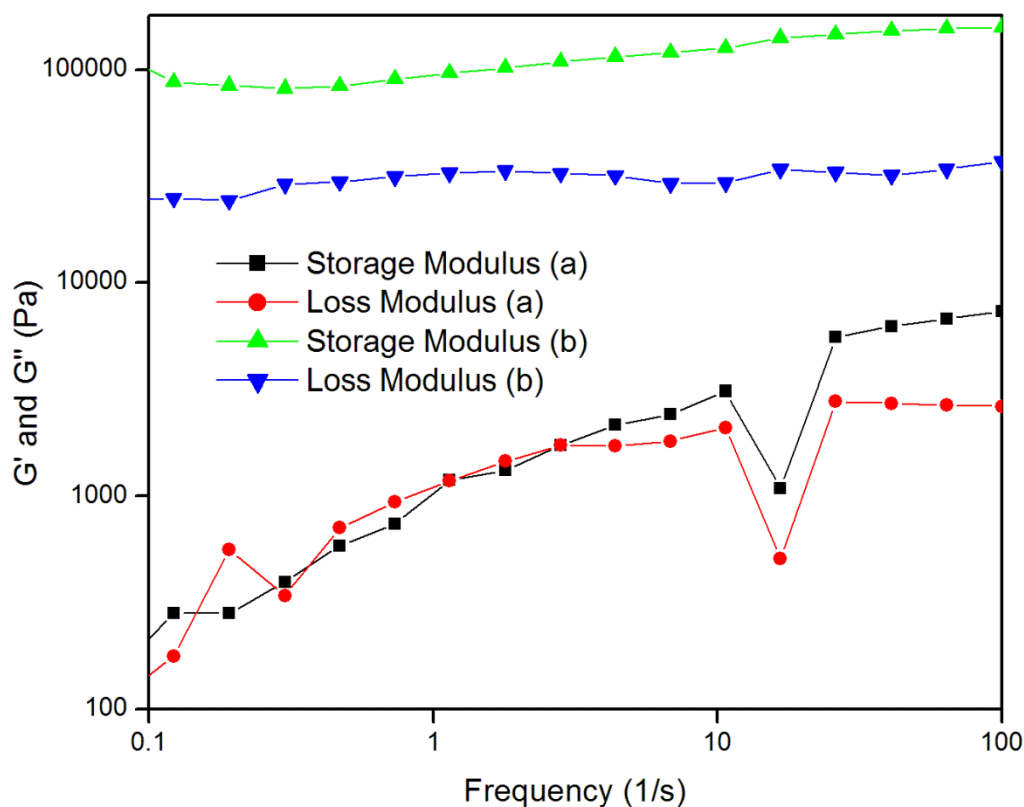 100000
10000
1000
100
0.1
1
10
100
G' and G" (Pa)
Frequency (1/s)
Storage Modulus (a)
Loss Modulus (a)
Storage Modulus (b)
Loss Modulus (b)